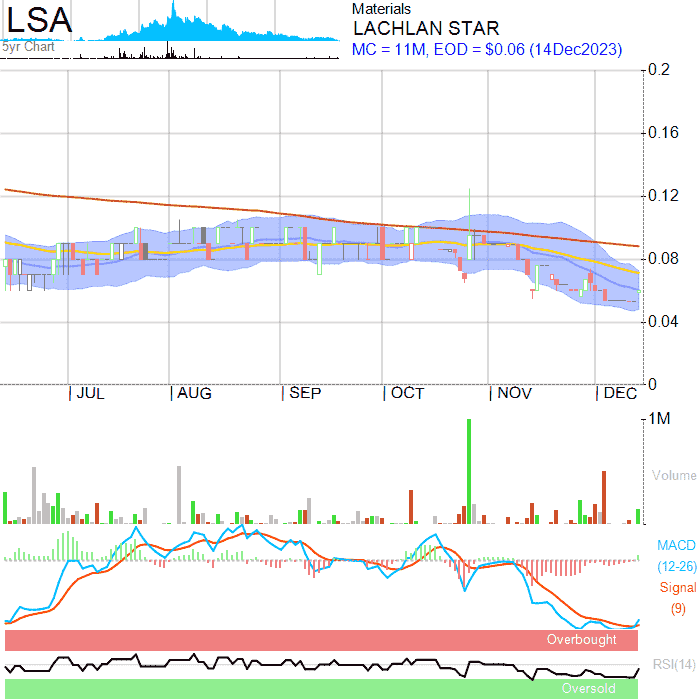 LSA
5yr Chart
Materials
LACHLAN STAR
MC = 11M, EOD = $0.06 (14Dec2023)
0.2
0.16
0.12
0.08
0.04
0
JUL AUG SEP OCT NOV DEC
1M
Volume
MACD
(12-26)
Signal
(9)
Overbought
RSI(14)
Oversold